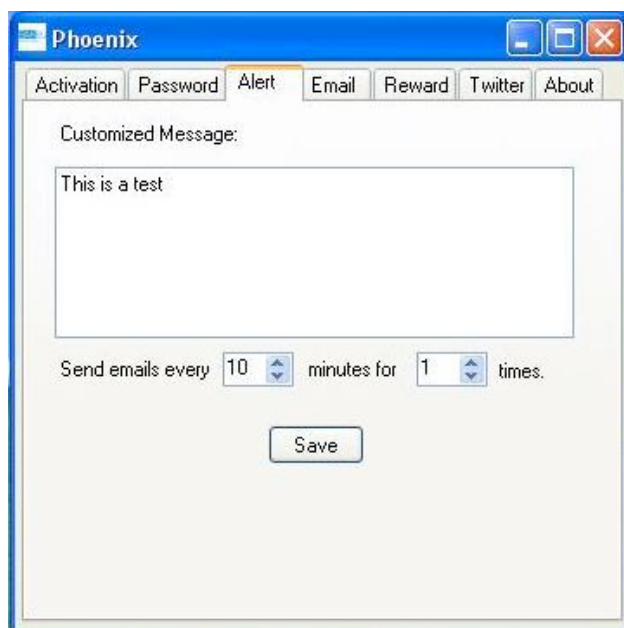 Phoenix
Activation Password Alert Email Reward Twitter About
Customized Message:
This is a test
Send emails every 10 minutes for 1 times.
Save